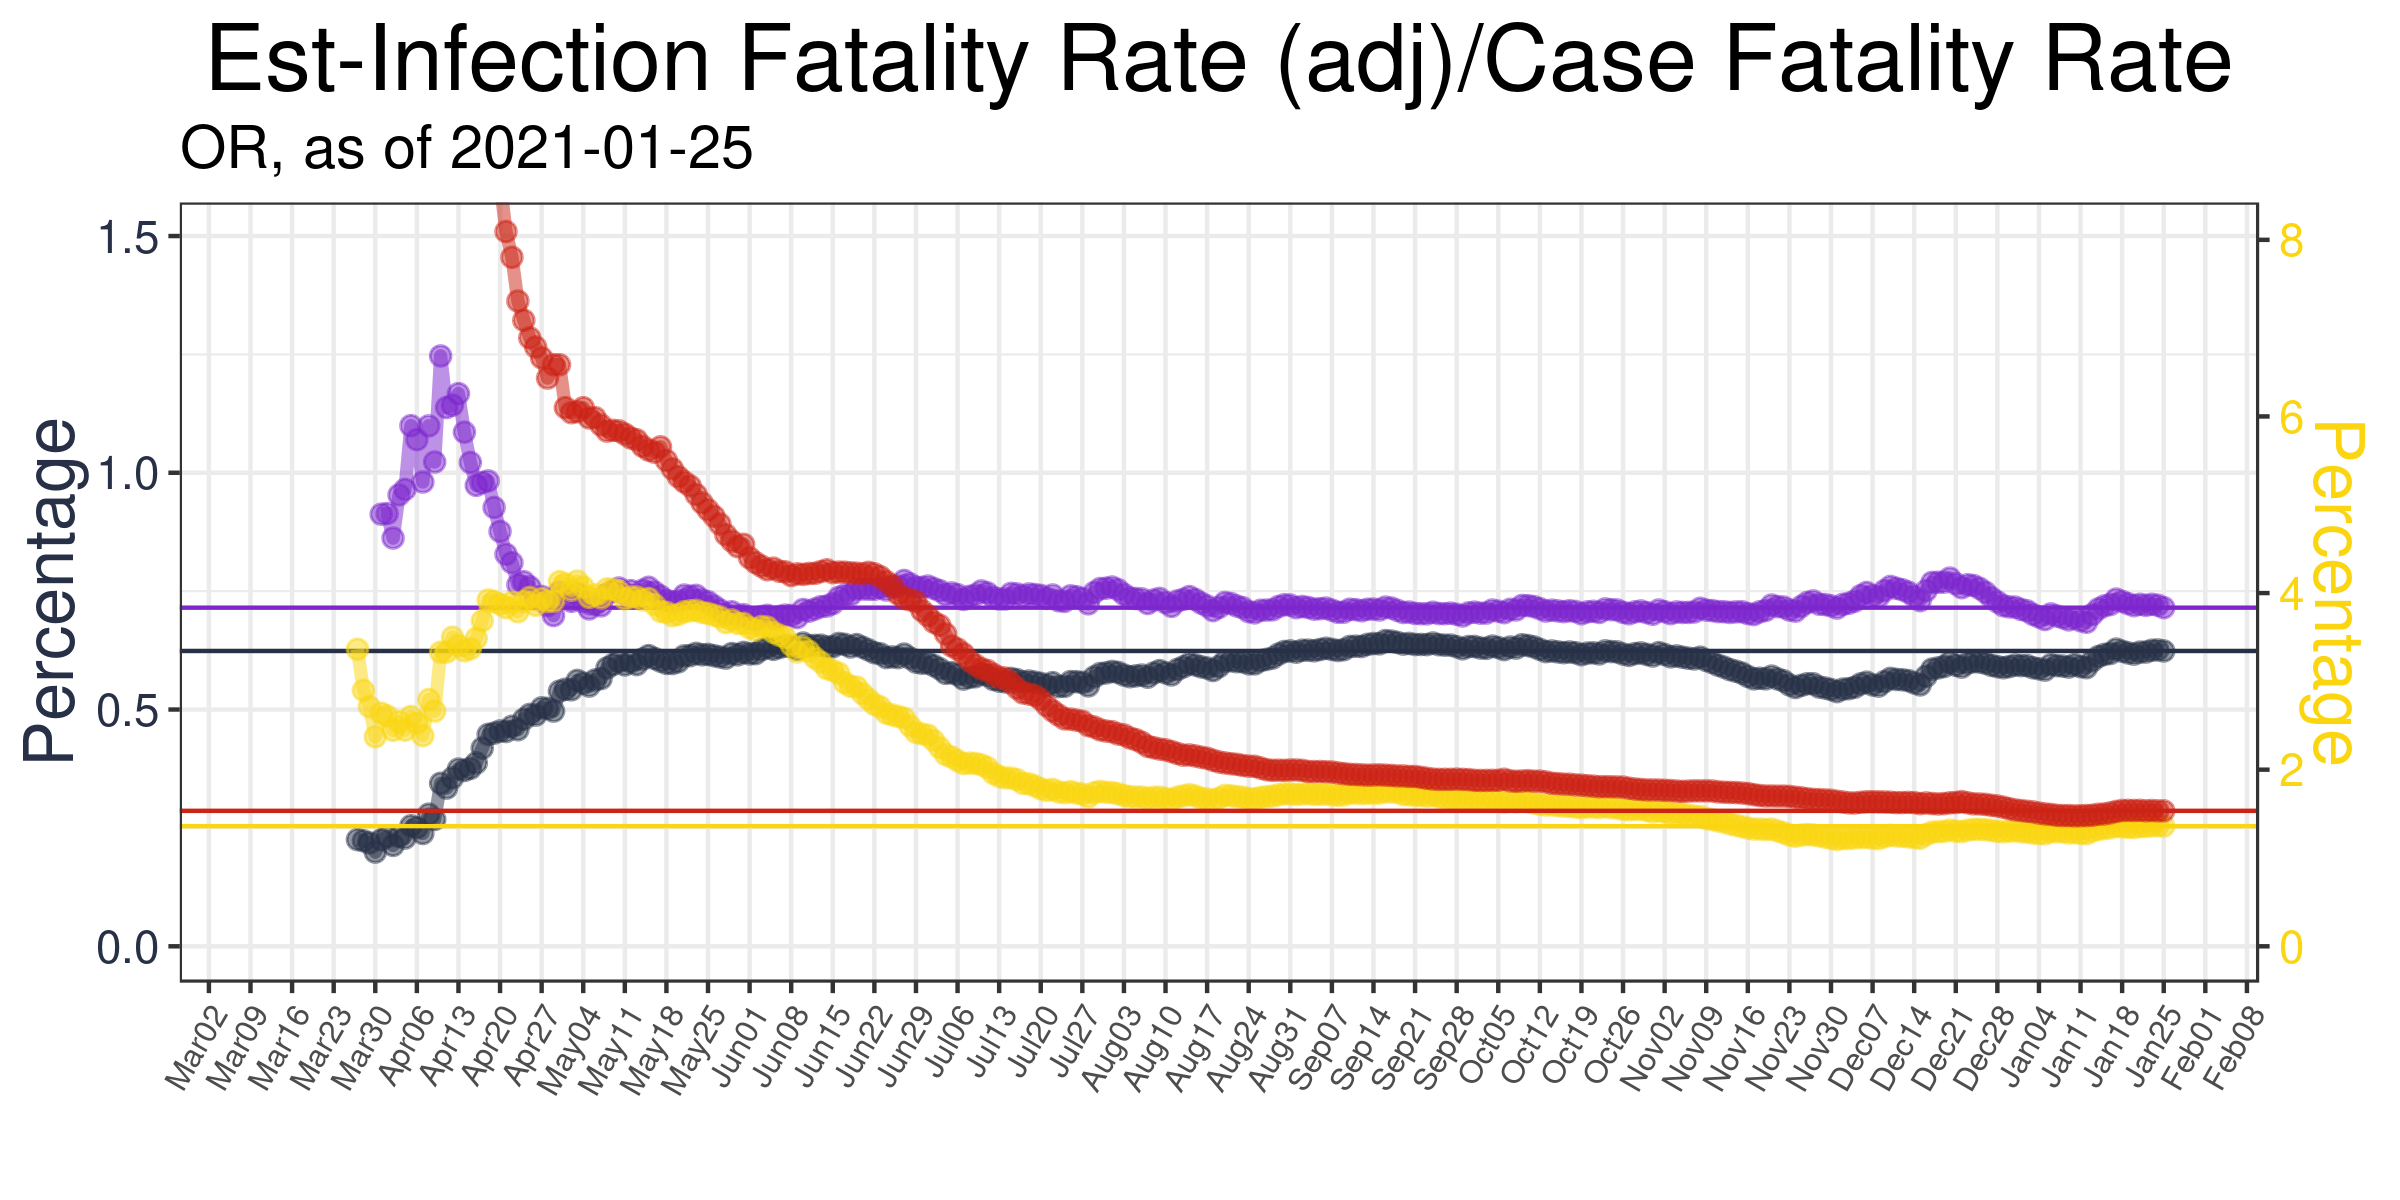 Est-Infection Fatality Rate (adj)/Case Fatality Rate
OR, as of 2021-01-25
Percentage
1.5
1.0
0.5
0.0
8
6
4
2
0
Percentage
Mar02 Mar09 Mar16 Mar23 Mar30 Apr06 Apr13 Apr20 Apr27 May04 May11 May18 May25 Jun01 Jun08 Jun15 Jun22 Jun29 Jul06 Jul13 Jul20 Jul27 Aug03 Aug10 Aug17 Aug24 Aug31 Sep07 Sep14 Sep21 Sep28 Oct05 Oct12 Oct19 Oct26 Nov02 Nov09 Nov16 Nov23 Nov30 Dec07 Dec14 Dec21 Dec28 Jan04 Jan11 Jan18 Jan25 Feb01 Feb08